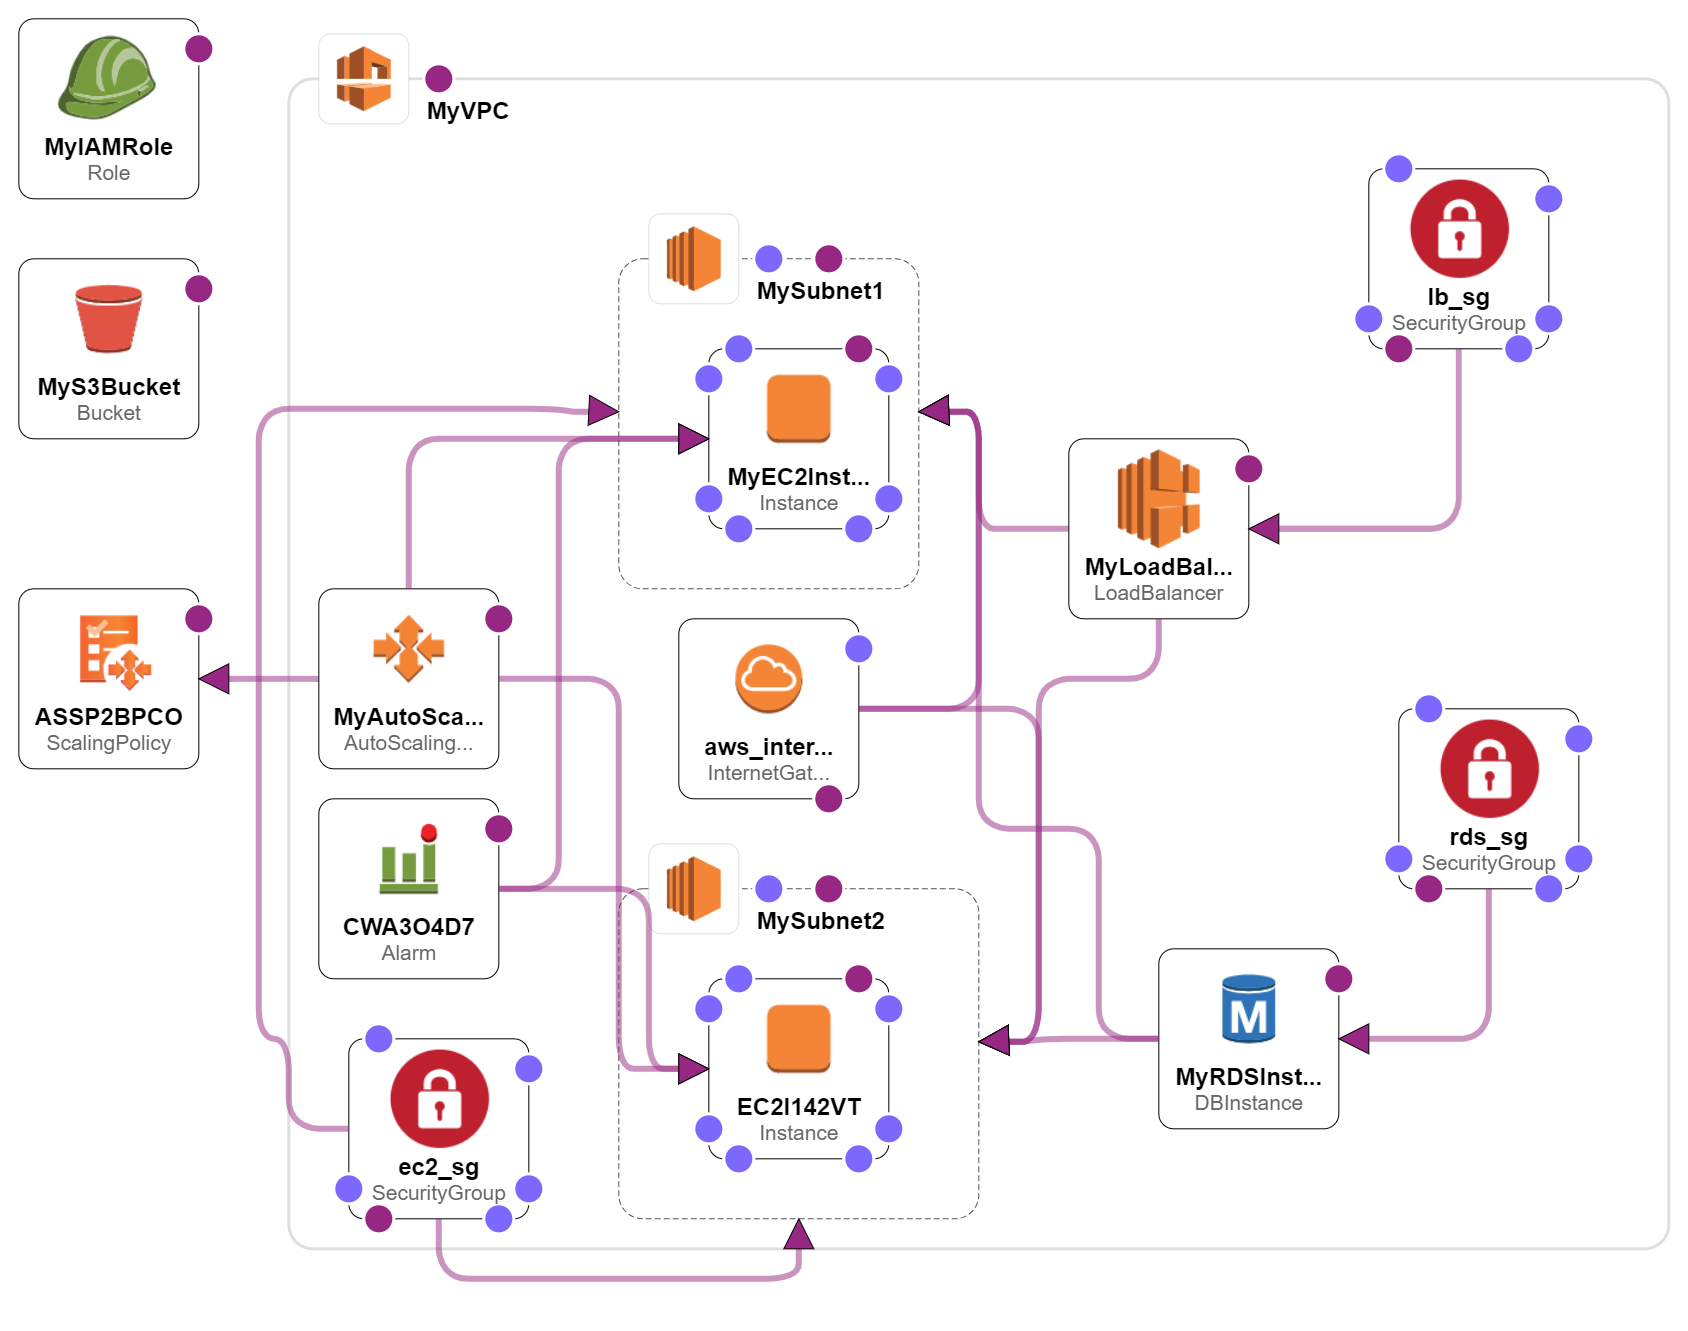 MyIAMRole
Role
MyVPC
MyS3Bucket
Bucket
MySubnet1
MyEC2Inst...
Instance
lb_sg
SecurityGroup
MyLoadBal...
LoadBalancer
ASSP2BPCO
ScalingPolicy
MyAutoSca...
AutoScaling...
aws_inter...
InternetGat...
rds_sg
SecurityGroup
CWA3O4D7
Alarm
MySubnet2
EC2I142VT
Instance
MyRDSInst...
DBInstance
M
ec2_sg
SecurityGroup